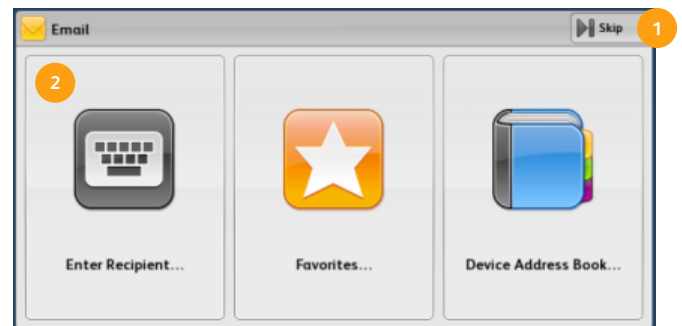 Email
Skip
1
2
Enter Recipient...
Favorites...
Device Address Book...